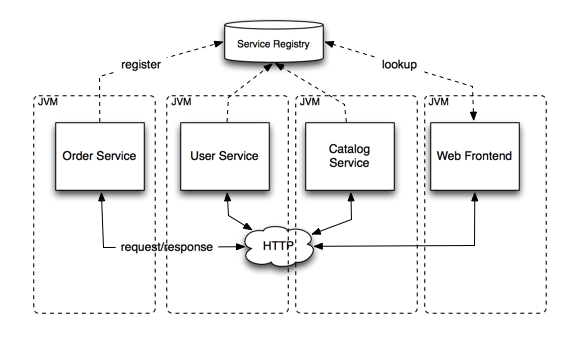 Service Registry
register
lookup
JVM
JVM
JVM
JVM
Order Service
User Service
Catalog
Service
Web Frontend
request/response
HTTP